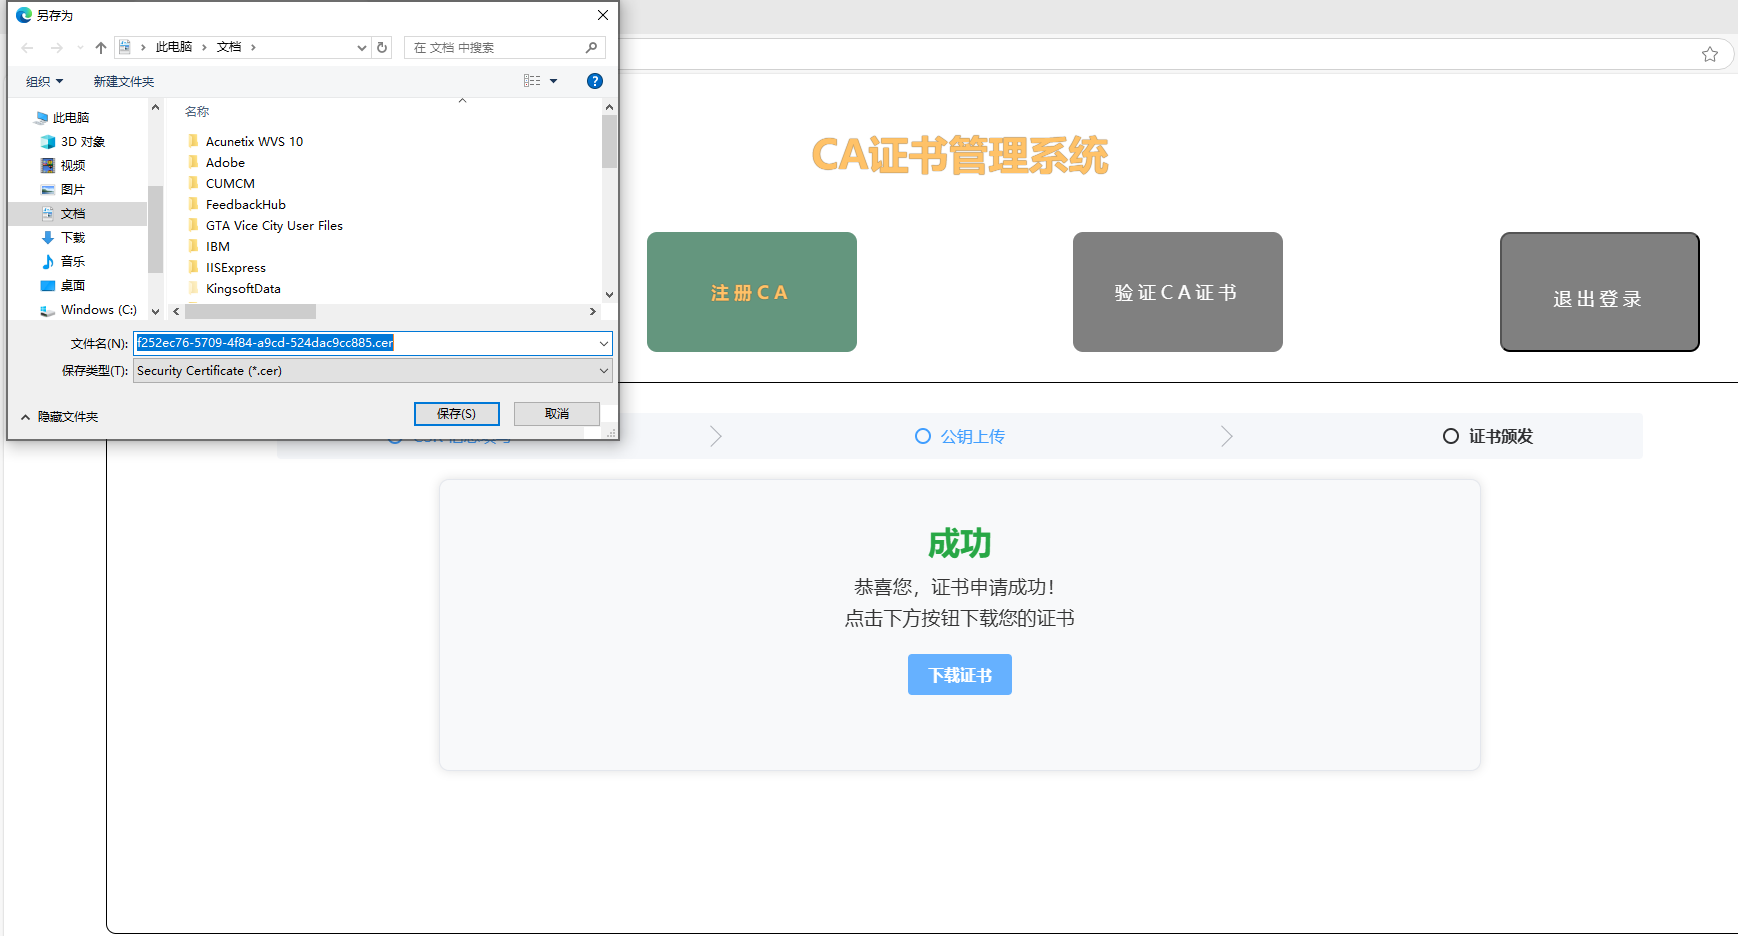 另存为
此电脑 文档
在 文档 中搜索
组织 新建文件夹
此电脑
3D 对象
视频
图片
文档
下载
音乐
桌面
Windows (C:)
名称
Acunetix WVS 10
Adobe
CUMCM
FeedbackHub
GTA Vice City User Files
IBM
IISExpress
KingsoftData
文件名(N): f252ec76-5709-4f84-a9cd-524dac9cc885.cer
保存类型(T): Security Certificate (*.cer)
隐藏文件夹
保存(S) 取消
CA证书管理系统
注册CA
验证CA证书
退出登录
公钥上传
证书颁发
成功
恭喜您，证书申请成功！
点击下方按钮下载您的证书
下载证书